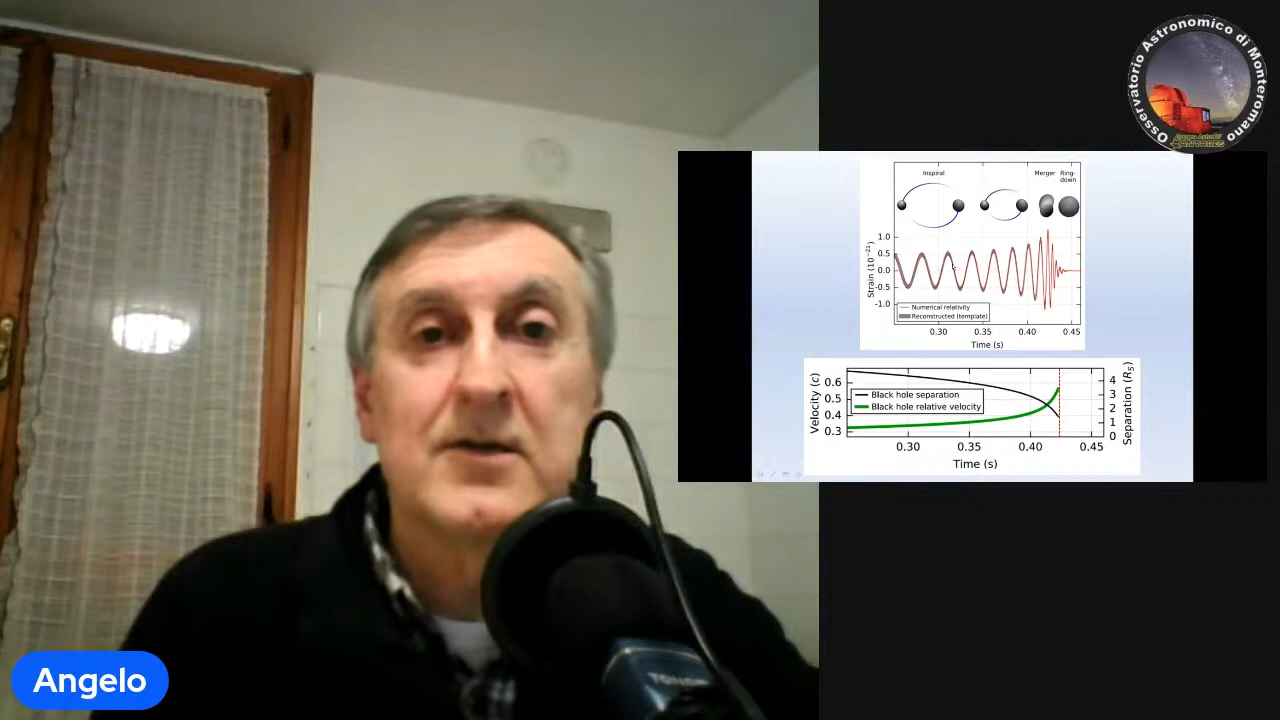 Osservatorio Astronomico di Monteromano
Inspiral
Merger
Ring-
down
1.0
0.5
0.0
-0.5
-1.0
Strain (10⁻²¹)
Numerical relativity
Reconstructed (template)
0.30
0.35
0.40
0.45
Time (s)
Velocity (c)
0.6
0.5
0.4
0.3
Black hole separation
Black hole relative velocity
4
3
2
1
0
Separation (R_S)
0.30
0.35
0.40
0.45
Time (s)
Angelo